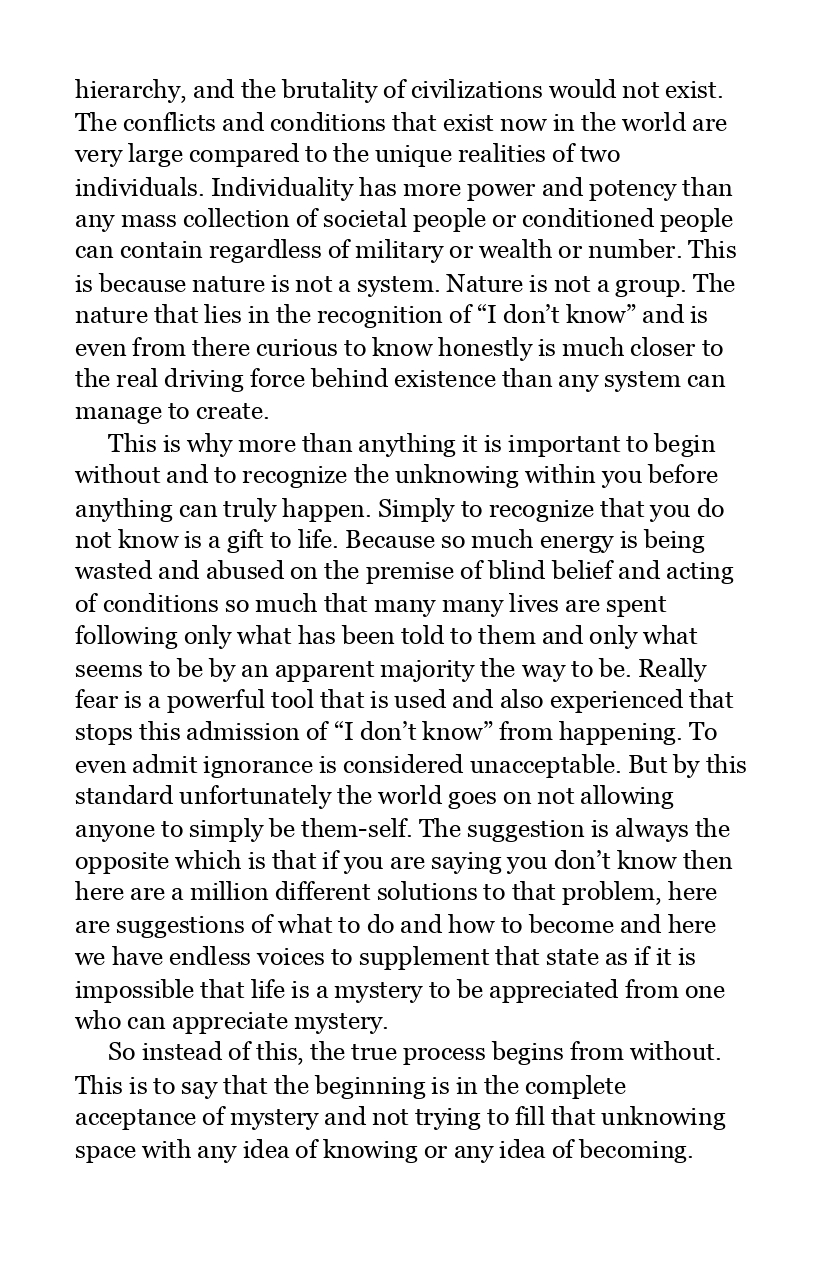 hierarchy, and the brutality of civilizations would not exist.
The conflicts and conditions that exist now in the world are
very large compared to the unique realities of two
individuals. Individuality has more power and potency than
any mass collection of societal people or conditioned people
can contain regardless of military or wealth or number. This
is because nature is not a system. Nature is not a group. The
nature that lies in the recognition of “I don’t know” and is
even from there curious to know honestly is much closer to
the real driving force behind existence than any system can
manage to create.
This is why more than anything it is important to begin
without and to recognize the unknowing within you before
anything can truly happen. Simply to recognize that you do
not know is a gift to life. Because so much energy is being
wasted and abused on the premise of blind belief and acting
of conditions so much that many many lives are spent
following only what has been told to them and only what
seems to be by an apparent majority the way to be. Really
fear is a powerful tool that is used and also experienced that
stops this admission of “I don’t know” from happening. To
even admit ignorance is considered unacceptable. But by this
standard unfortunately the world goes on not allowing
anyone to simply be them-self. The suggestion is always the
opposite which is that if you are saying you don’t know then
here are a million different solutions to that problem, here
are suggestions of what to do and how to become and here
we have endless voices to supplement that state as if it is
impossible that life is a mystery to be appreciated from one
who can appreciate mystery.
So instead of this, the true process begins from without.
This is to say that the beginning is in the complete
acceptance of mystery and not trying to fill that unknowing
space with any idea of knowing or any idea of becoming.